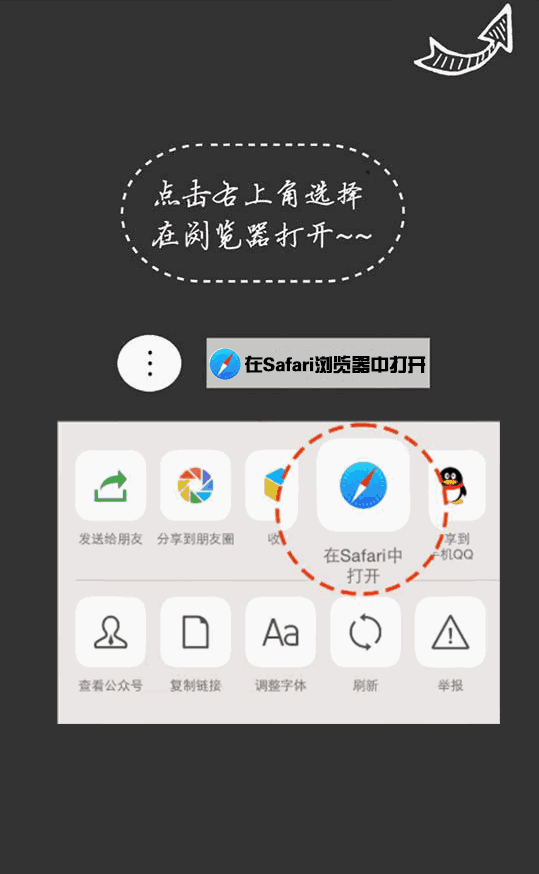 点击右上角选择
在浏览器打开~~
在Safari浏览器中打开
发送给朋友
分享到朋友圈
收
在Safari中
打开
享到
手机QQ
查看公众号
复制链接
Aa
调整字体
刷新
举报